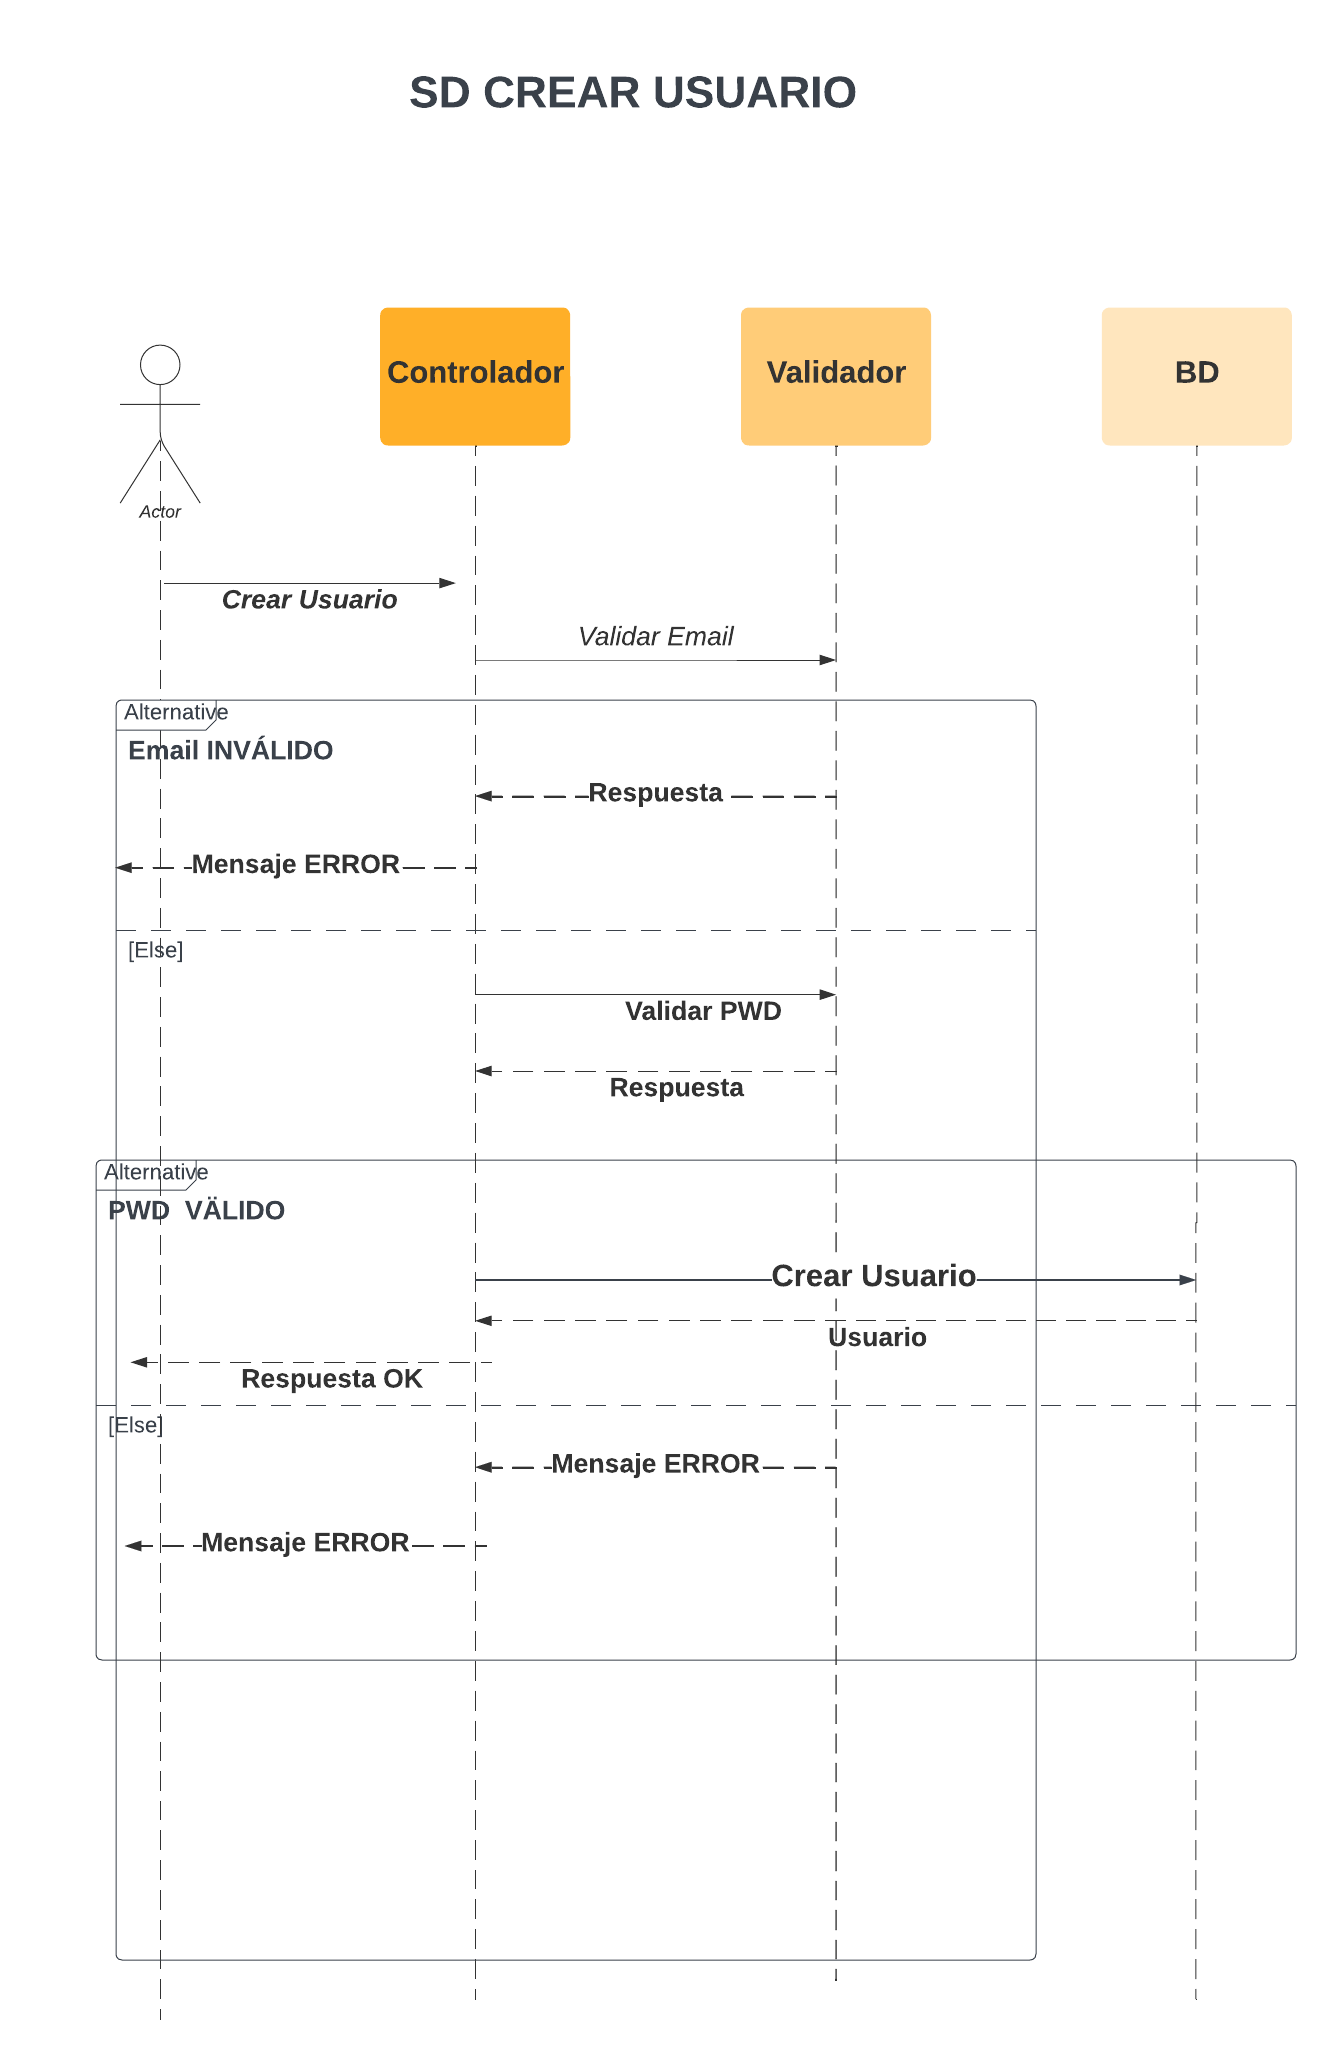 SD CREAR USUARIO
Controlador
Validador
BD
Actor
Crear Usuario
Validar Email
Alternative
Email INVÁLIDO
Respuesta
Mensaje ERROR
[Else]
Validar PWD
Respuesta
Alternative
PWD  VÄLIDO
Crear Usuario
Usuario
Respuesta OK
[Else]
Mensaje ERROR
Mensaje ERROR